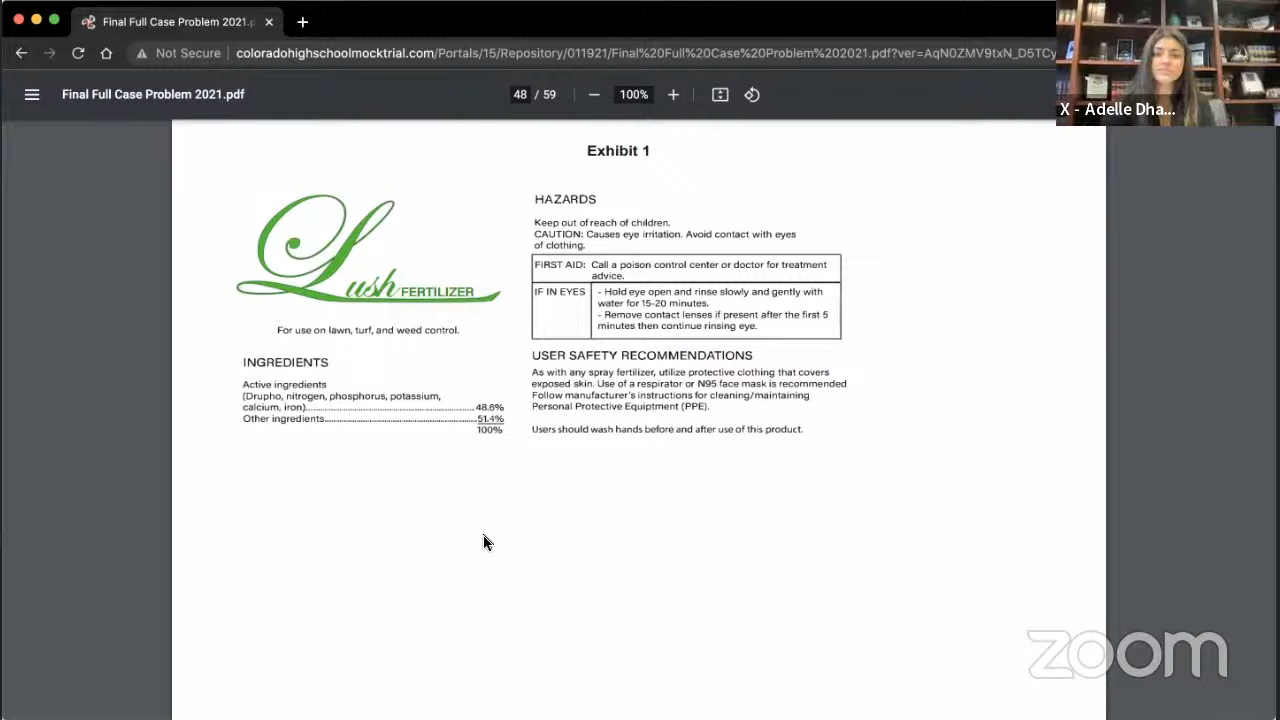 Final Full Case Problem 2021.p
Not Secure
coloradohighschoolmocktrial.com/Portals/15/Repository/011921/Final%20Full%20Case%20Problem%202021.pdf?ver=AqN0ZMV9txN_D5TCy
X - Adelle Dha...
Final Full Case Problem 2021.pdf
48 / 59
100%
Exhibit 1
Lush FERTILIZER
For use on lawn, turf, and weed control.
INGREDIENTS
Active ingredients
(Drupho, nitrogen, phosphorus, potassium,
calcium, iron)......48.6%
Other ingredients......51.4%
100%
HAZARDS
Keep out of reach of children.
CAUTION: Causes eye irritation. Avoid contact with eyes
of clothing.
FIRST AID: Call a poison control center or doctor for treatment
advice.
IF IN EYES - Hold eye open and rinse slowly and gently with
water for 15-20 minutes.
- Remove contact lenses if present after the first 5
minutes then continue rinsing eye.
USER SAFETY RECOMMENDATIONS
As with any spray fertilizer, utilize protective clothing that covers
exposed skin. Use of a respirator or N95 face mask is recommended
Follow manufacturer's instructions for cleaning/maintaining
Personal Protective Equiptment (PPE).
Users should wash hands before and after use of this product.
zoom